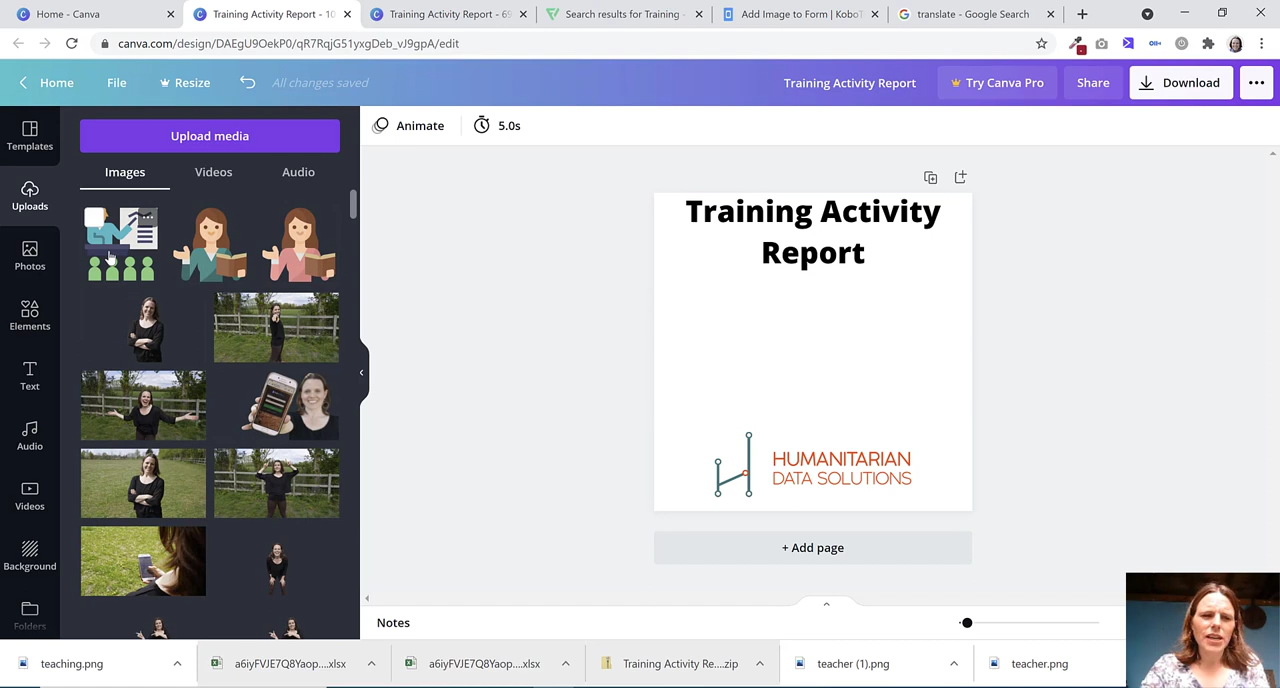 Home - Canva
Training Activity Report - 10
Training Activity Report - 69
Search results for Training -
Add Image to Form | KoboT
translate - Google Search
canva.com/design/DAEgU9OekP0/qR7RqjG51yxgDeb_vJ9gpA/edit
Home
File
Resize
All changes saved
Training Activity Report
Try Canva Pro
Share
Download
Templates
Uploads
Photos
Elements
Text
Audio
Videos
Background
Folders
Upload media
Images
Videos
Audio
Animate
5.0s
Training Activity
Report
HUMANITARIAN
DATA SOLUTIONS
+ Add page
Notes
teaching.png
a6iyFVJE7Q8Yaop....xlsx
a6iyFVJE7Q8Yaop....xlsx
Training Activity Re....zip
teacher (1).png
teacher.png